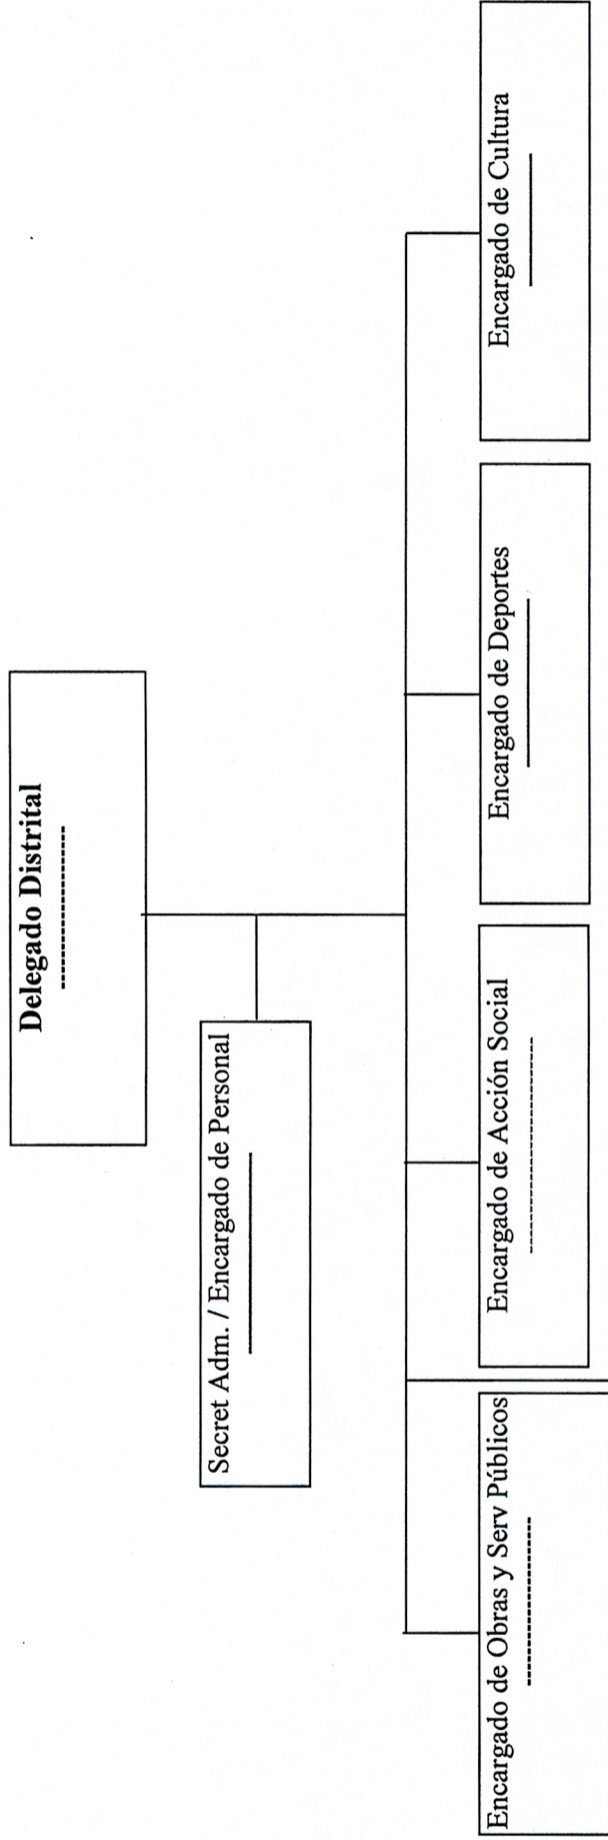 Delegado Distrital
Secret Adm. / Encargado de Personal
Encargado de Obras y Serv Públicos
Encargado de Acción Social
Encargado de Deportes
Encargado de Cultura